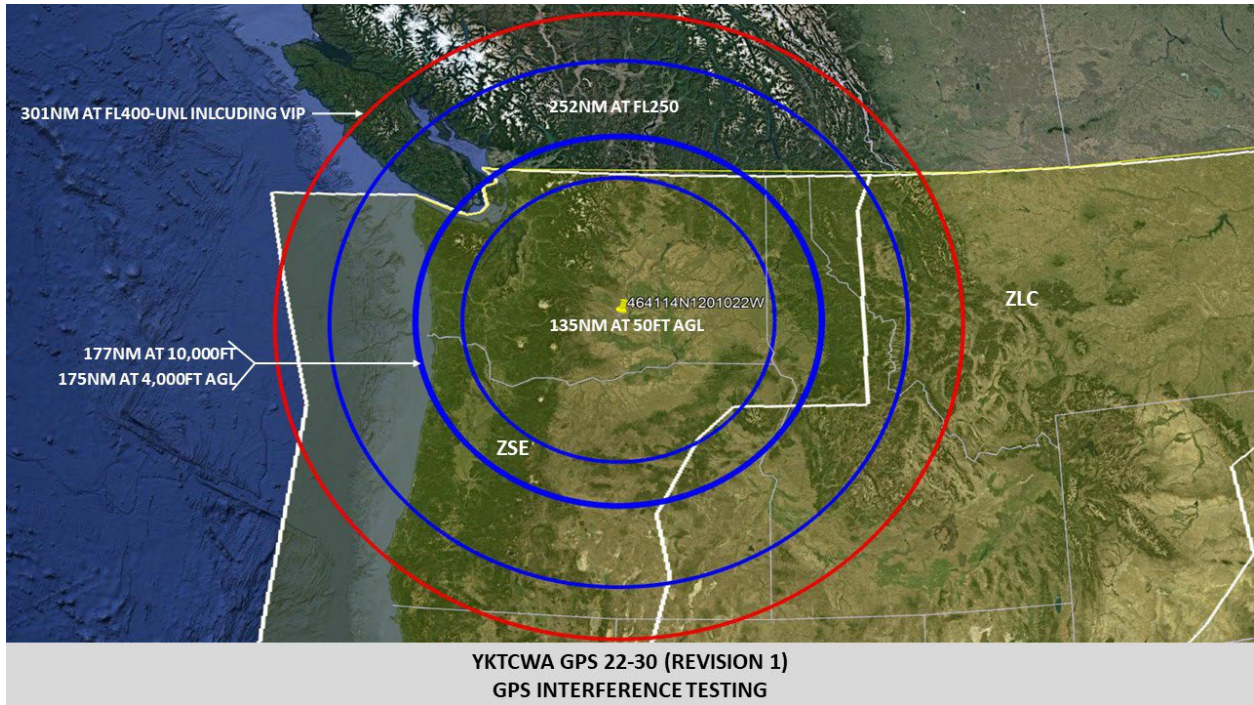 252NM AT FL250
301NM AT FL400-UNL INLCUDING VIP
464114N1201022W
ZLC
135NM AT 50FT AGL
177NM AT 10,000FT
175NM AT 4,000FT AGL
ZSE
YKTCWA GPS 22-30 (REVISION 1)
GPS INTERFERENCE TESTING